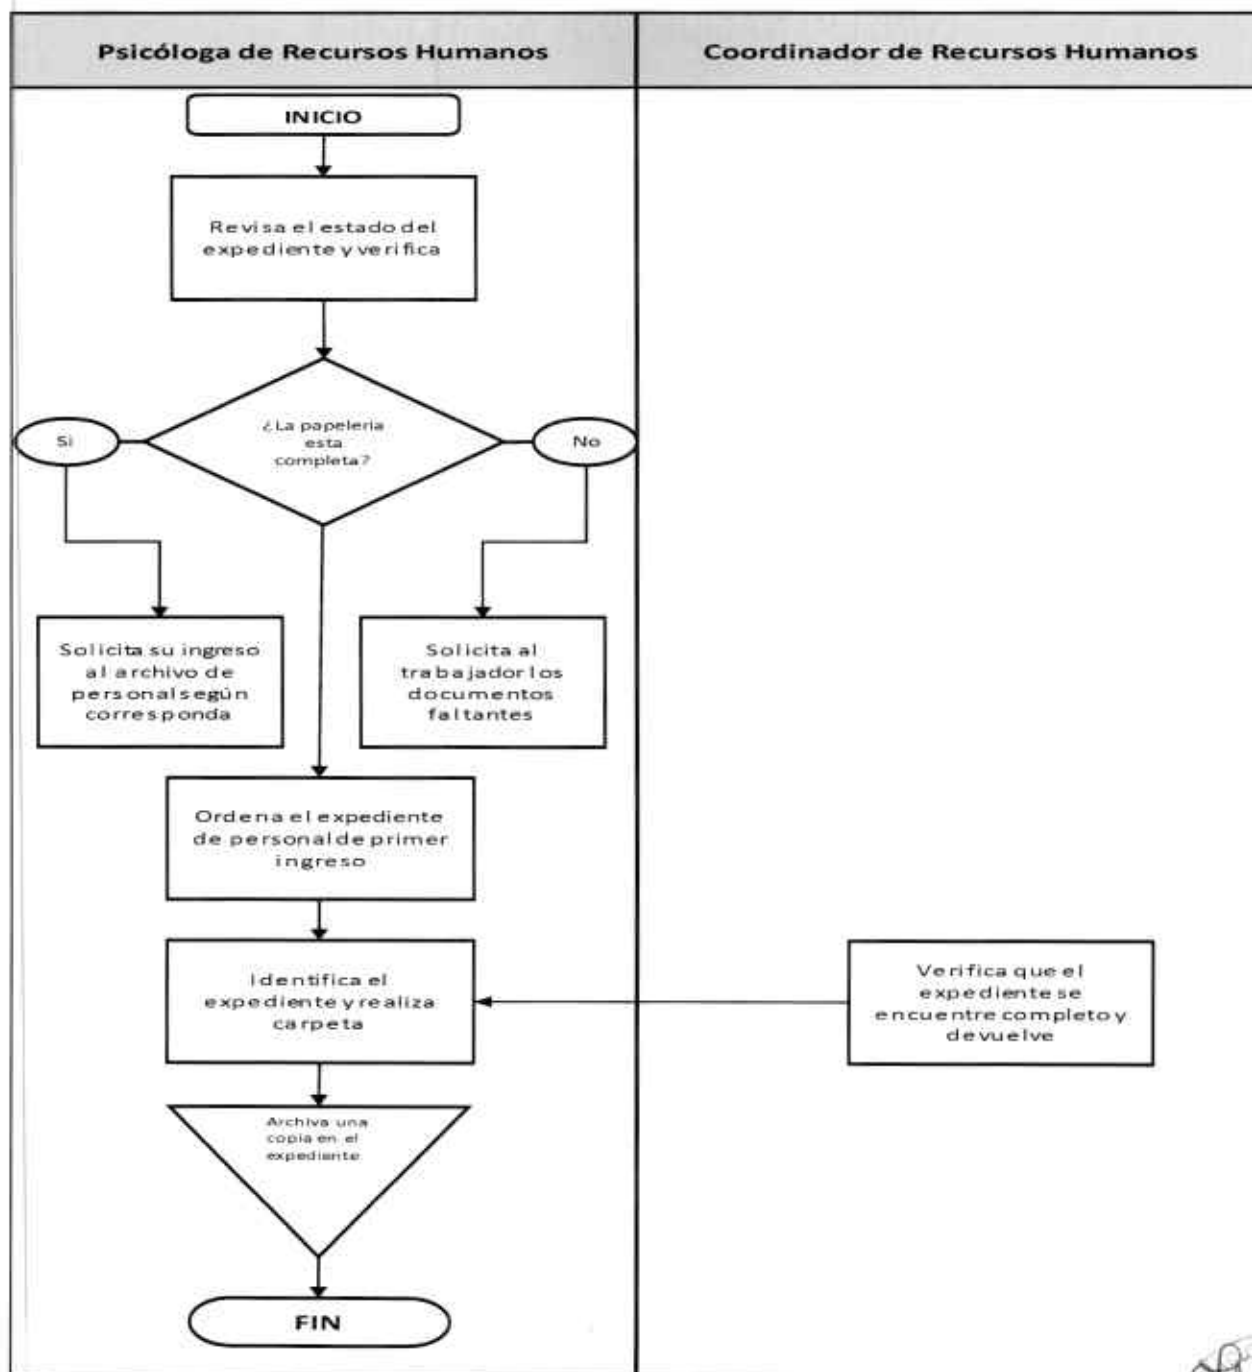 Psicóloga de Recursos Humanos
Coordinador de Recursos Humanos
INICIO
Revisa el estado del
expediente y verifica
¿La papeleria
esta
completa?
Si
No
Solicita su ingreso
al archivo de
personal según
corresponda
Solicita al
trabajador los
documentos
faltantes
Ordena el expediente
de personal de primer
ingreso
Identifica el
expediente y realiza
carpeta
Verifica que el
expediente se
encuentre completo y
devuelve
Archiva una
copia en el
expediente
FIN